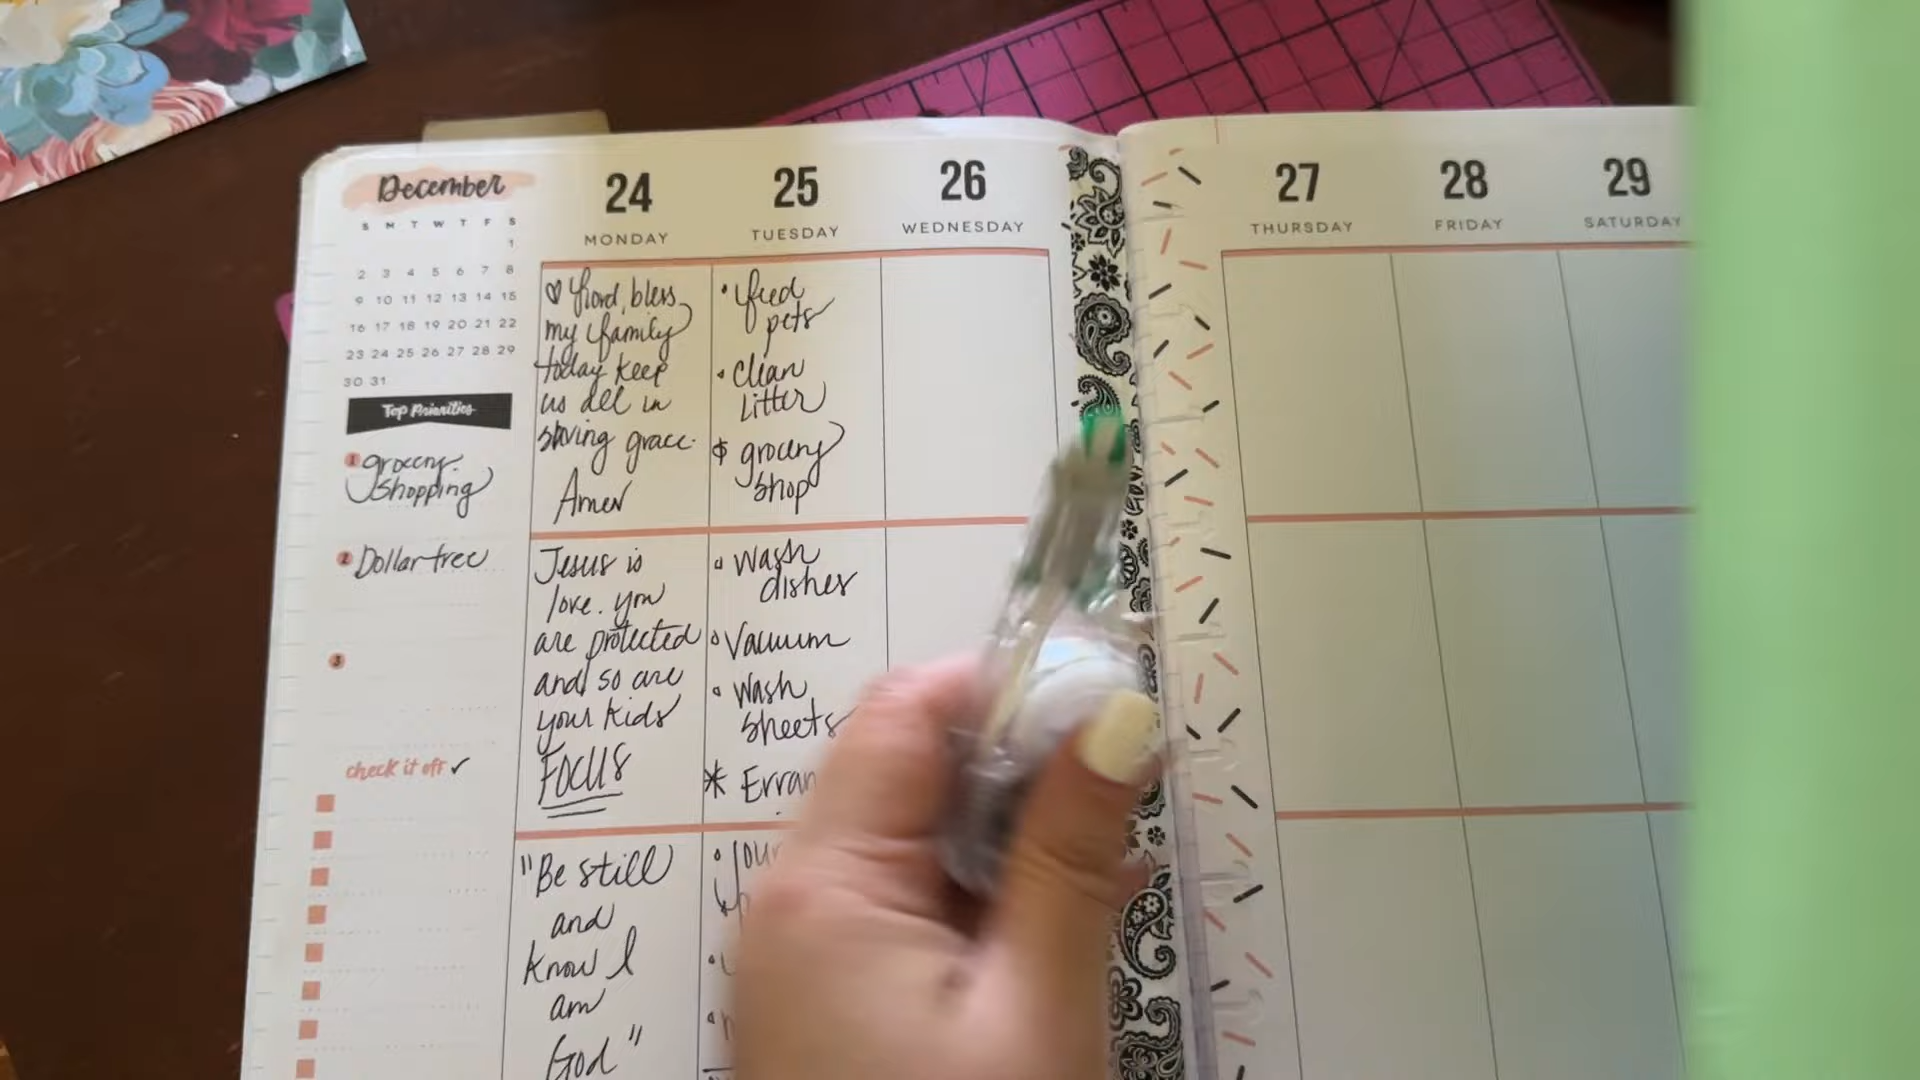 December
S M T W T F S
1
2 3 4 5 6 7 8
9 10 11 12 13 14 15
16 17 18 19 20 21 22
23 24 25 26 27 28 29
30 31
Top Priorities
1 grocery
shopping
2 Dollar tree
3
check it off ✓
24
MONDAY
♡ Lord, bless
my family
today keep
us all in
saving grace.
Amen
Jesus is
love. you
are protected
and so are
your kids
FOCUS
"Be still
and
know I
am
God"
25
TUESDAY
• feed
pets
• clean
litter
$ grocery
shop
• Wash
dishes
• Vacuum
• Wash
sheets
* Erran
26
WEDNESDAY
27
THURSDAY
28
FRIDAY
29
SATURDAY